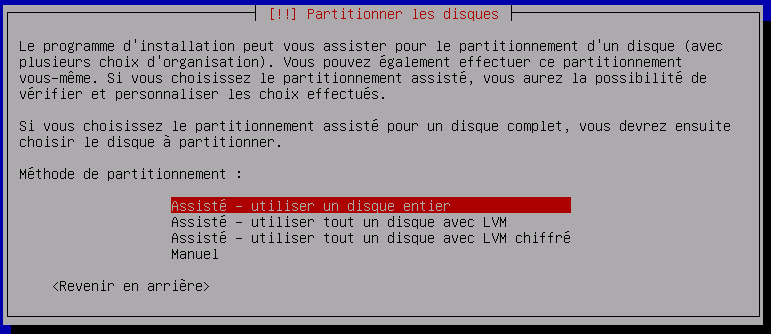 [!!] Partitionner les disques
Le programme d'installation peut vous assister pour le partitionnement d'un disque (avec
plusieurs choix d'organisation). Vous pouvez également effectuer ce partitionnement
vous-même. Si vous choisissez le partitionnement assisté, vous aurez la possibilité de
vérifier et personnaliser les choix effectués.
Si vous choisissez le partitionnement assisté pour un disque complet, vous devrez ensuite
choisir le disque à partitionner.
Méthode de partitionnement :
Assisté - utiliser un disque entier
Assisté - utiliser tout un disque avec LVM
Assisté - utiliser tout un disque avec LVM chiffré
Manuel
<Revenir en arrière>